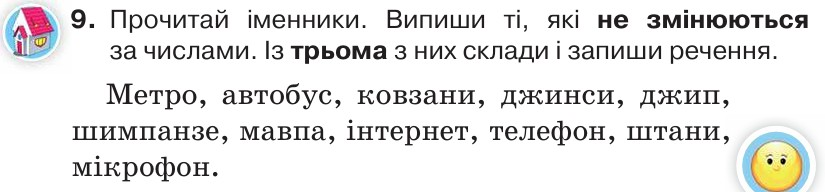 9. Прочитай іменники. Випиши ті, які не змінюються
за числами. Із трьома з них склади і запиши речення.
Метро, автобус, ковзани, джинси, джип,
шимпанзе, мавпа, інтернет, телефон, штани,
мікрофон.